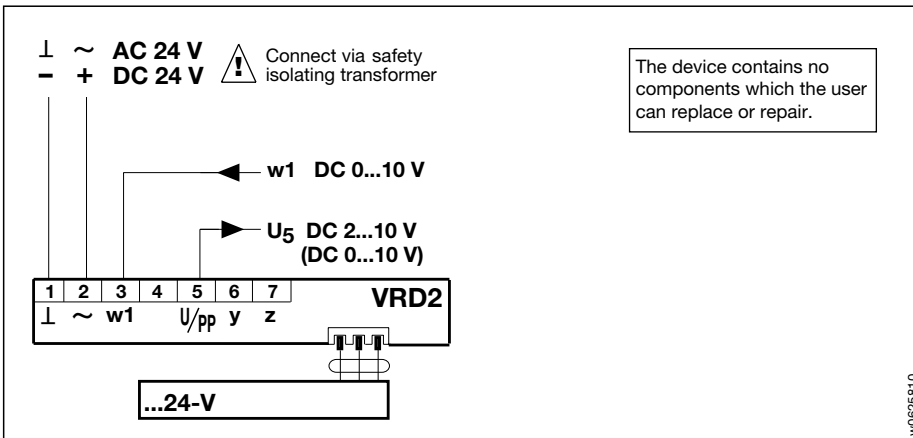 ⊥ ~ AC 24 V
– + DC 24 V
Connect via safety
isolating transformer
The device contains no
components which the user
can replace or repair.
w1 DC 0...10 V
U5 DC 2...10 V
(DC 0...10 V)
1 2 3 4 5 6 7
VRD2
⊥ ~ w1 U/pp y z
...24-V